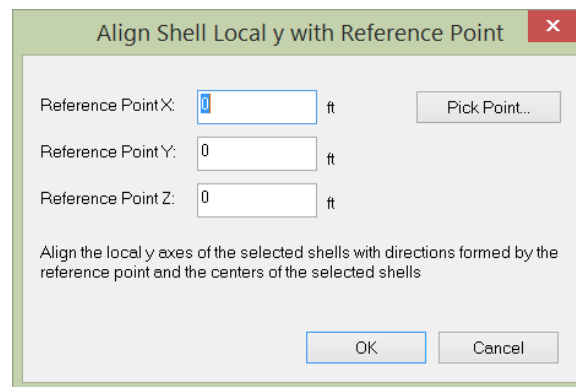 Align Shell Local y with Reference Point
Reference Point X: 0 ft Pick Point...
Reference Point Y: 0 ft
Reference Point Z: 0 ft
Align the local y axes of the selected shells with directions formed by the
reference point and the centers of the selected shells
OK Cancel